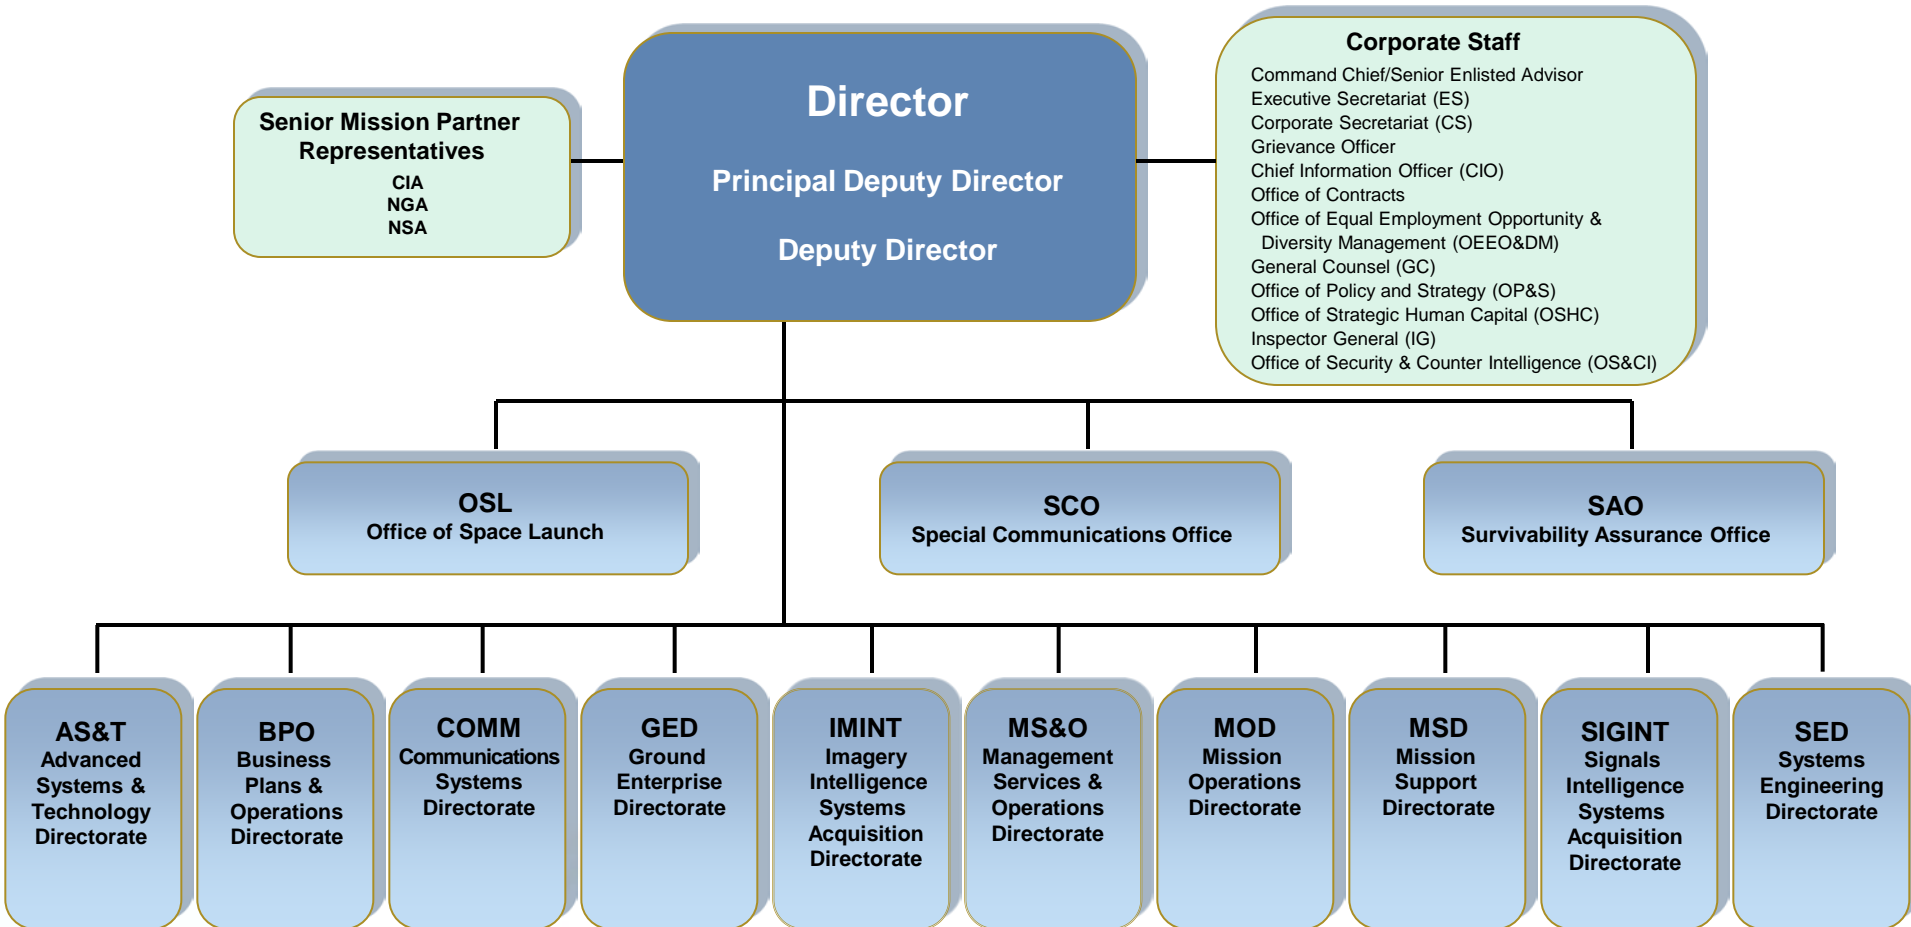 Senior Mission Partner
Representatives
CIA
NGA
NSA
Director
Principal Deputy Director
Deputy Director
Corporate Staff
Command Chief/Senior Enlisted Advisor
Executive Secretariat (ES)
Corporate Secretariat (CS)
Grievance Officer
Chief Information Officer (CIO)
Office of Contracts
Office of Equal Employment Opportunity &
Diversity Management (OEEO&DM)
General Counsel (GC)
Office of Policy and Strategy (OP&S)
Office of Strategic Human Capital (OSHC)
Inspector General (IG)
Office of Security & Counter Intelligence (OS&CI)
OSL
Office of Space Launch
SCO
Special Communications Office
SAO
Survivability Assurance Office
AS&T
Advanced
Systems &
Technology
Directorate
BPO
Business
Plans &
Operations
Directorate
COMM
Communications
Systems
Directorate
GED
Ground
Enterprise
Directorate
IMINT
Imagery
Intelligence
Systems
Acquisition
Directorate
MS&O
Management
Services &
Operations
Directorate
MOD
Mission
Operations
Directorate
MSD
Mission
Support
Directorate
SIGINT
Signals
Intelligence
Systems
Acquisition
Directorate
SED
Systems
Engineering
Directorate